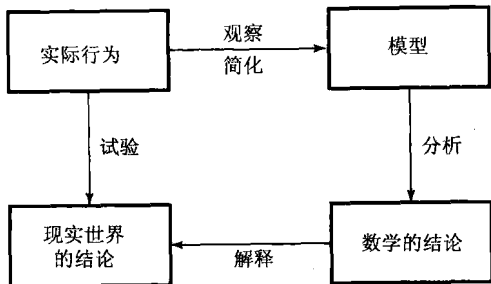 实际行为
观察
简化
模型
试验
分析
现实世界
的结论
解释
数学的结论